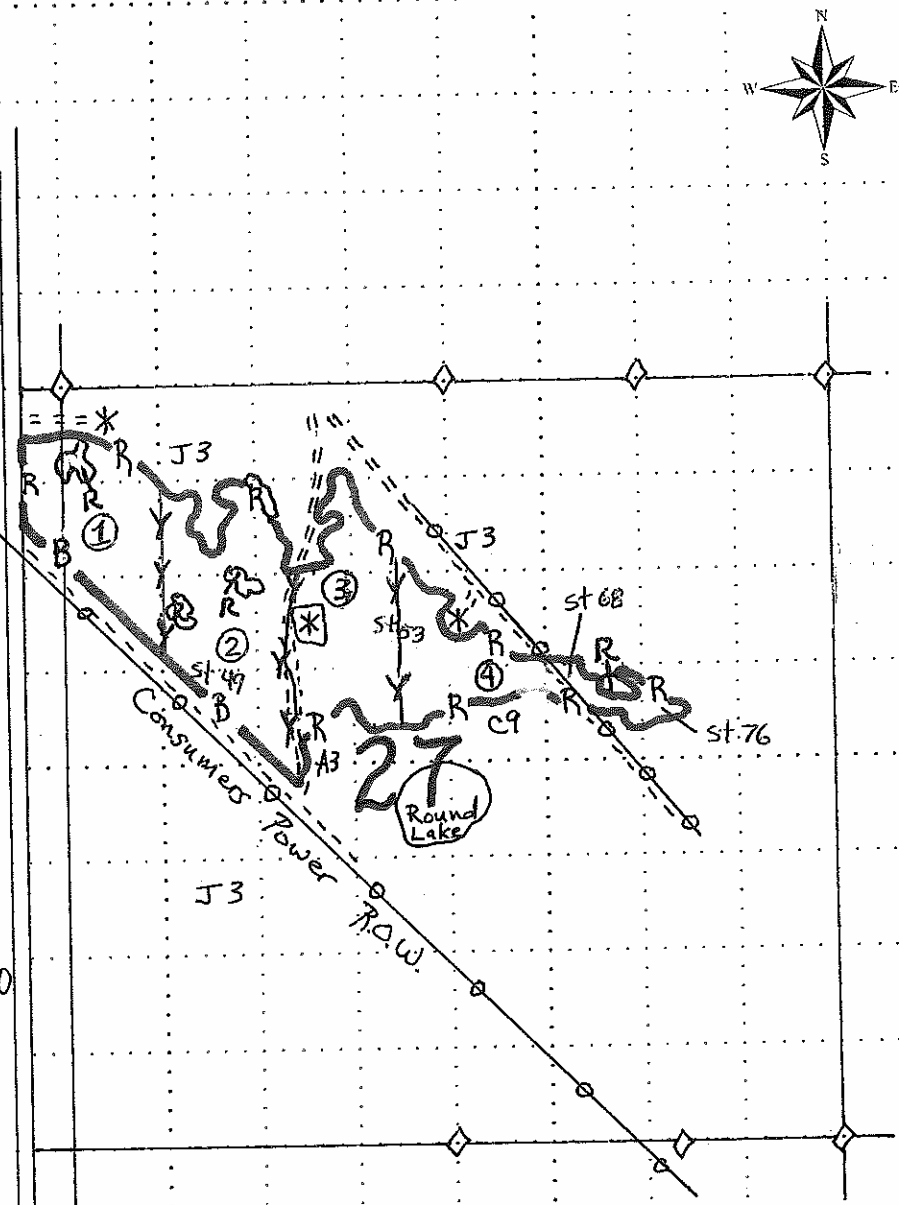 N
W E
S
= = = *
R J3
R
R
R
1
B
J3
R
3
St 68
R
*
St 53
*
R
R
2
R
4
R
St 49
B
R
R
C9
R
St. 76
A3
27
Round
Lake
Consumers Power R.O.W.
J3